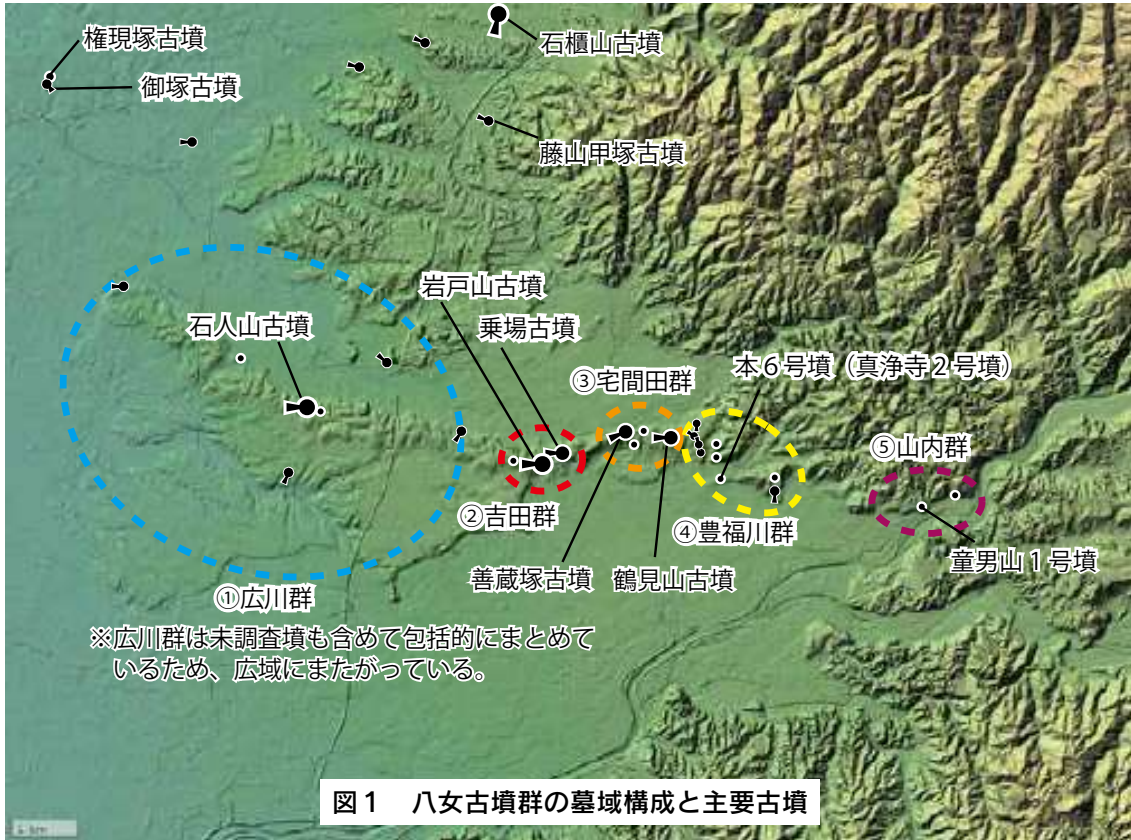 権現塚古墳
御塚古墳
石櫃山古墳
藤山甲塚古墳
岩戸山古墳
乗場古墳
石人山古墳
③宅間田群
本6号墳（真浄寺2号墳）
⑤山内群
②吉田群
④豊福川群
善蔵塚古墳
鶴見山古墳
童男山1号墳
①広川群
※広川群は未調査墳も含めて包括的にまとめて
いるため、広域にまたがっている。
図1 八女古墳群の墓域構成と主要古墳